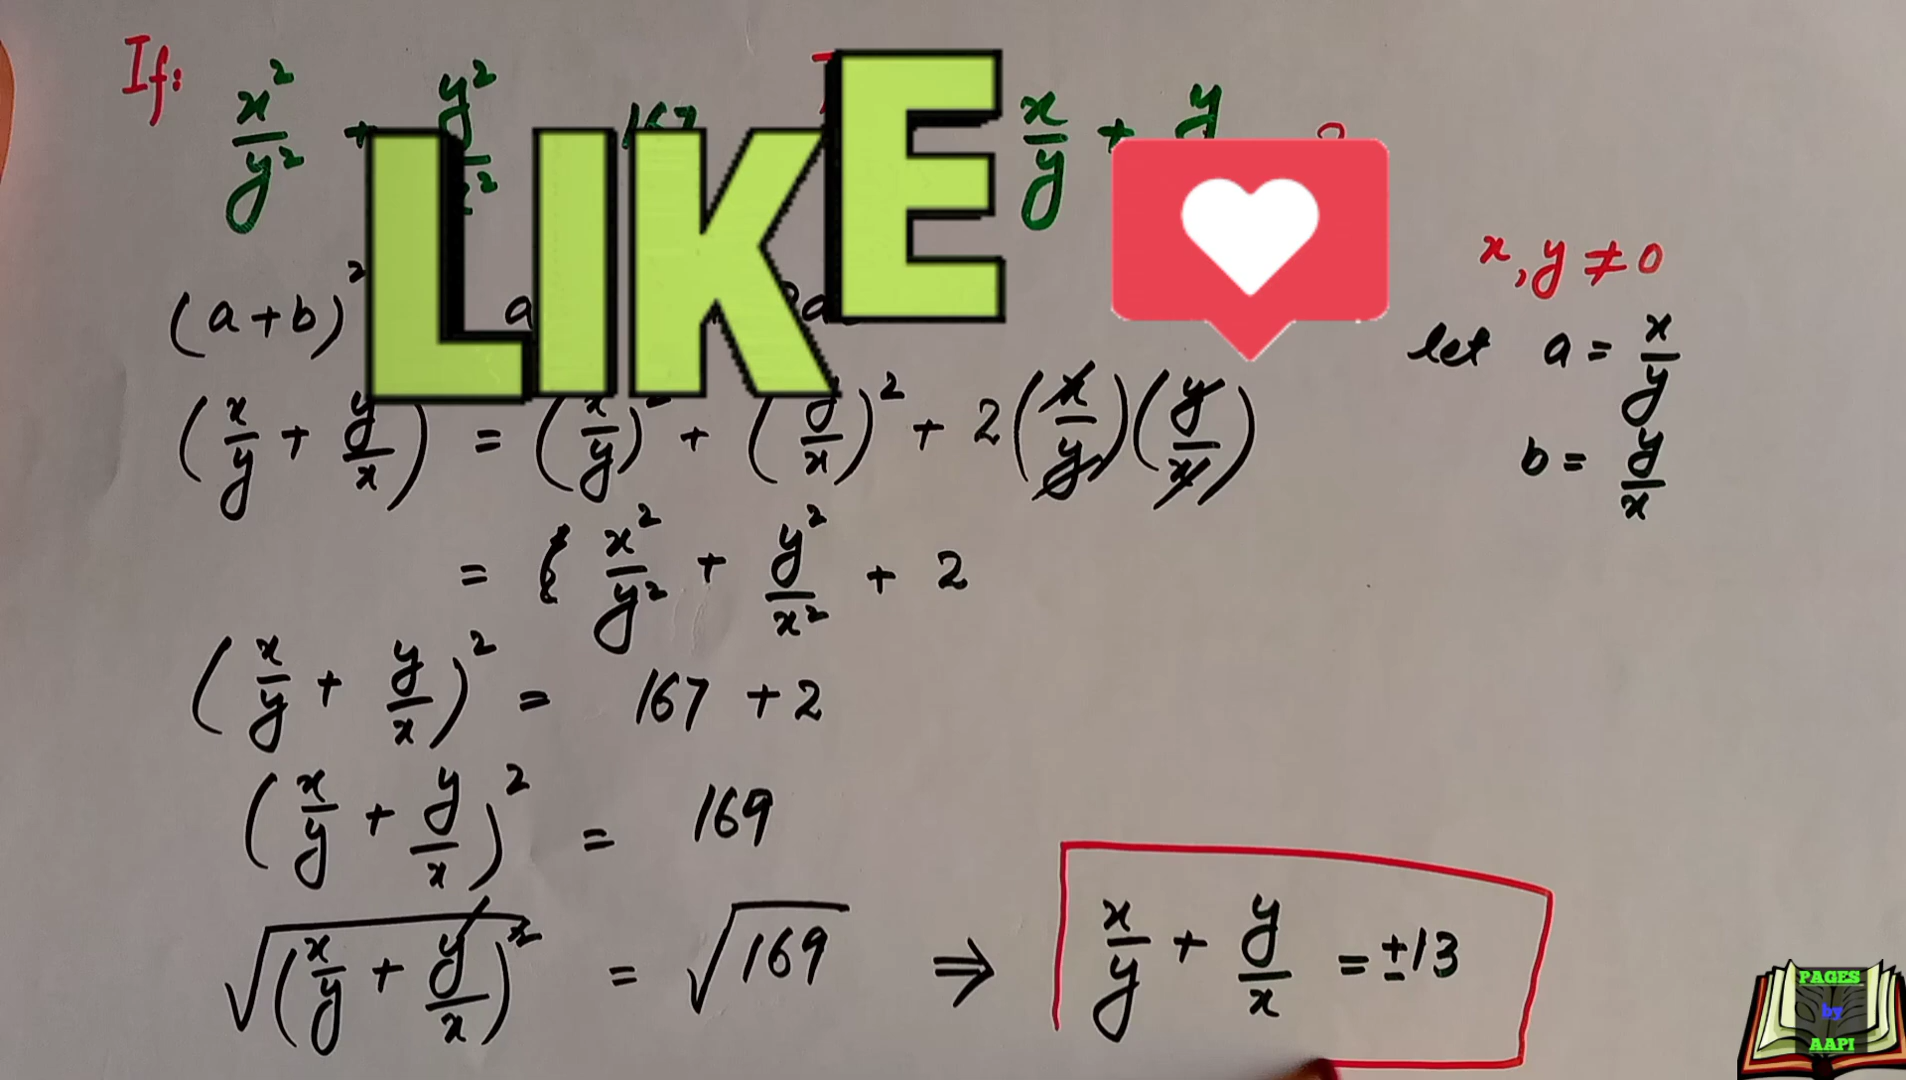 If:
x²/y² + y²/x² 167 x/y + y ?
LIKE
x, y ≠ 0
(a+b)² a
let a = x/y
(x/y + y/x) = (x/y)² + (y/x)² + 2(x/y)(y/x)
b = y/x
= x²/y² + y²/x² + 2
(x/y + y/x)² = 167 + 2
(x/y + y/x)² = 169
√(x/y + y/x)² = √169 ⇒ x/y + y/x = ±13
PAGES
by
AAPI